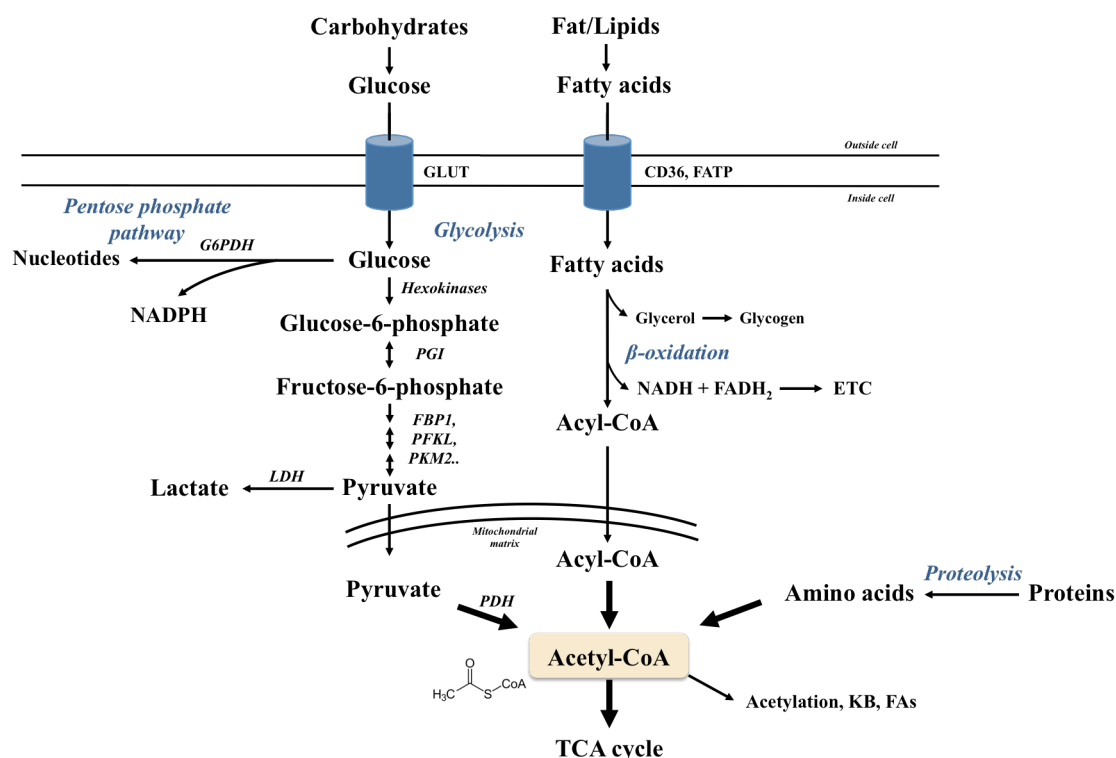 Carbohydrates
Fat/Lipids
Glucose
Fatty acids
Outside cell
GLUT
CD36, FATP
Inside cell
Pentose phosphate
pathway
Glycolysis
G6PDH
Nucleotides
Glucose
Fatty acids
Hexokinases
NADPH
Glucose-6-phosphate
Glycerol
Glycogen
PGI
β-oxidation
Fructose-6-phosphate
NADH + FADH₂
ETC
FBP1,
PFKL,
PKM2..
Acyl-CoA
LDH
Lactate
Pyruvate
Mitochondrial
matrix
Acyl-CoA
Pyruvate
PDH
Amino acids
Proteolysis
Proteins
Acetyl-CoA
O
H₃C
S
CoA
Acetylation, KB, FAs
TCA cycle